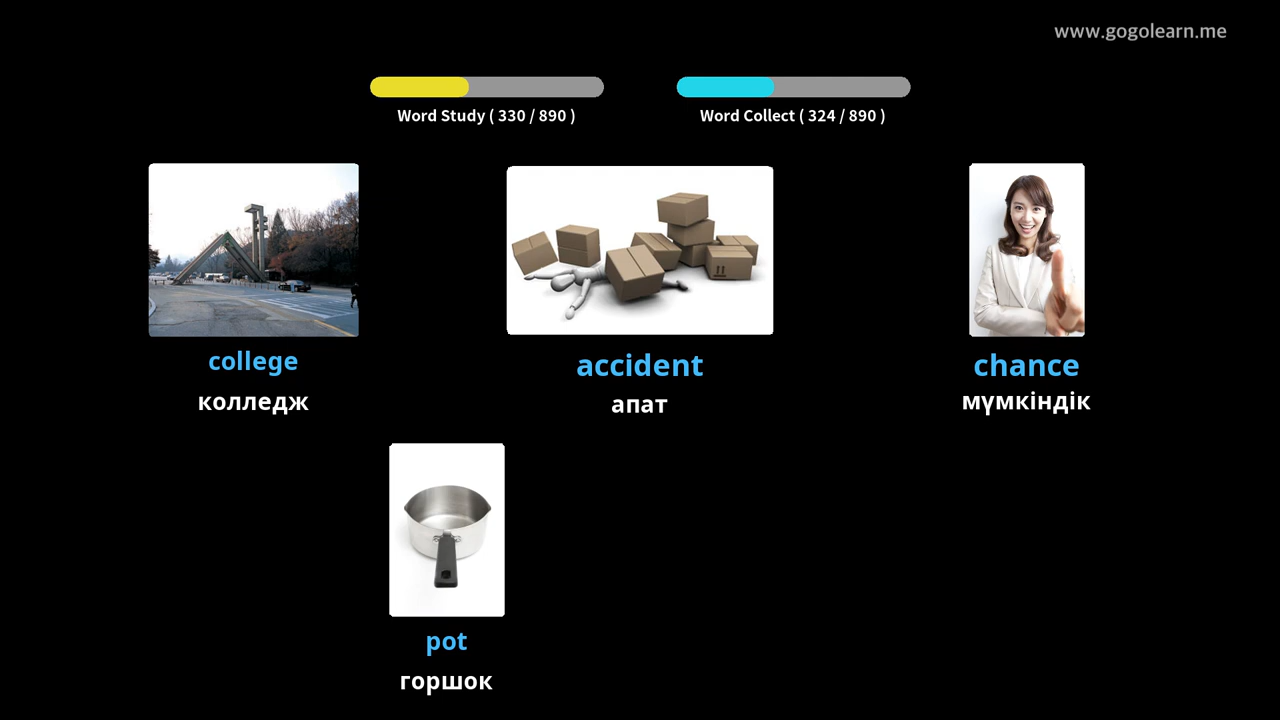 www.gogolearn.me
Word Study ( 330 / 890 )
Word Collect ( 324 / 890 )
college
колледж
accident
апат
chance
мүмкіндік
pot
горшок